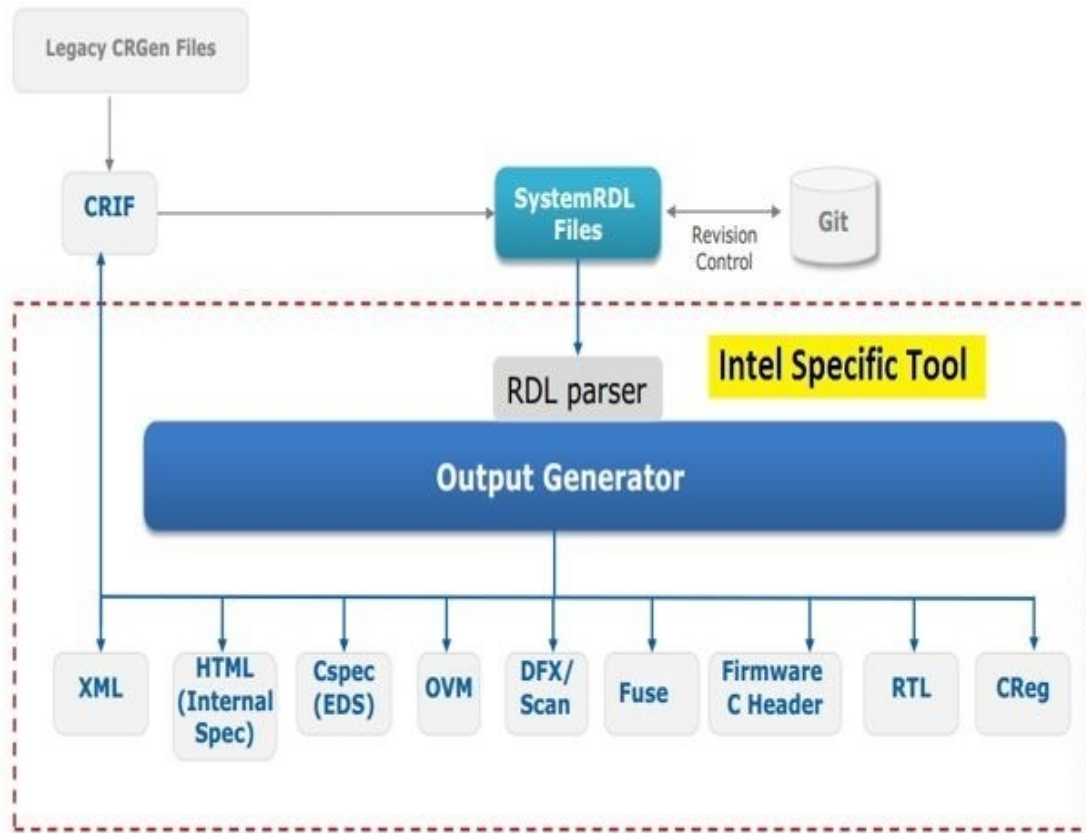 Legacy CRGen Files
CRIF
SystemRDL
Files
Revision
Control
Git
Intel Specific Tool
RDL parser
Output Generator
XML
HTML
(Internal
Spec)
Cspec
(EDS)
OVM
DFX/
Scan
Fuse
Firmware
C Header
RTL
CReg